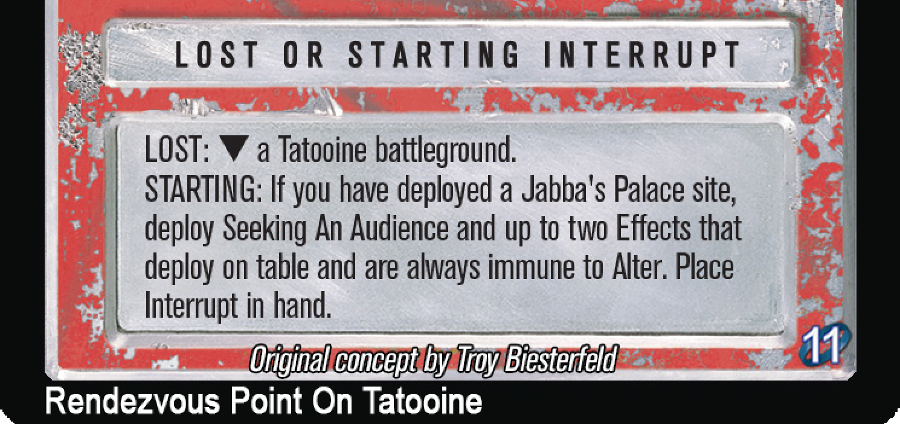 LOST OR STARTING INTERRUPT
LOST: ▼ a Tatooine battleground.
STARTING: If you have deployed a Jabba's Palace site,
deploy Seeking An Audience and up to two Effects that
deploy on table and are always immune to Alter. Place
Interrupt in hand.
Original concept by Troy Biesterfeld
11
Rendezvous Point On Tatooine